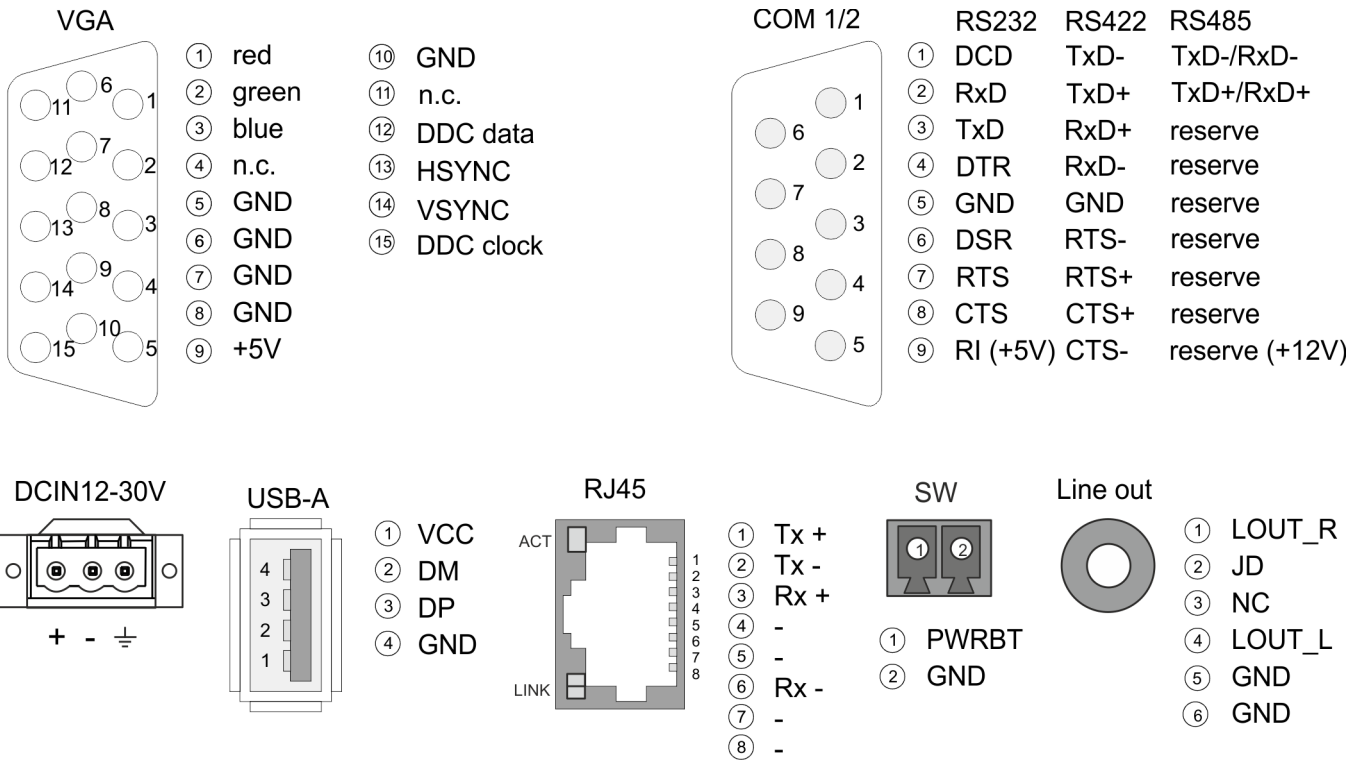 VGA
6
11
1
7
12
2
8
13
3
9
14
4
10
15
5
① red
② green
③ blue
④ n.c.
⑤ GND
⑥ GND
⑦ GND
⑧ GND
⑨ +5V
⑩ GND
⑪ n.c.
⑫ DDC data
⑬ HSYNC
⑭ VSYNC
⑮ DDC clock
COM 1/2
1
6
2
7
3
8
4
9
5
RS232 RS422 RS485
① DCD TxD- TxD-/RxD-
② RxD TxD+ TxD+/RxD+
③ TxD RxD+ reserve
④ DTR RxD- reserve
⑤ GND GND reserve
⑥ DSR RTS- reserve
⑦ RTS RTS+ reserve
⑧ CTS CTS+ reserve
⑨ RI (+5V) CTS- reserve (+12V)
DCIN12-30V
+ -
USB-A
4
3
2
1
① VCC
② DM
③ DP
④ GND
RJ45
ACT
LINK
1
2
3
4
5
6
7
8
① Tx +
② Tx -
③ Rx +
④ -
⑤ -
⑥ Rx -
⑦ -
⑧ -
SW
① ②
① PWRBT
② GND
Line out
① LOUT_R
② JD
③ NC
④ LOUT_L
⑤ GND
⑥ GND